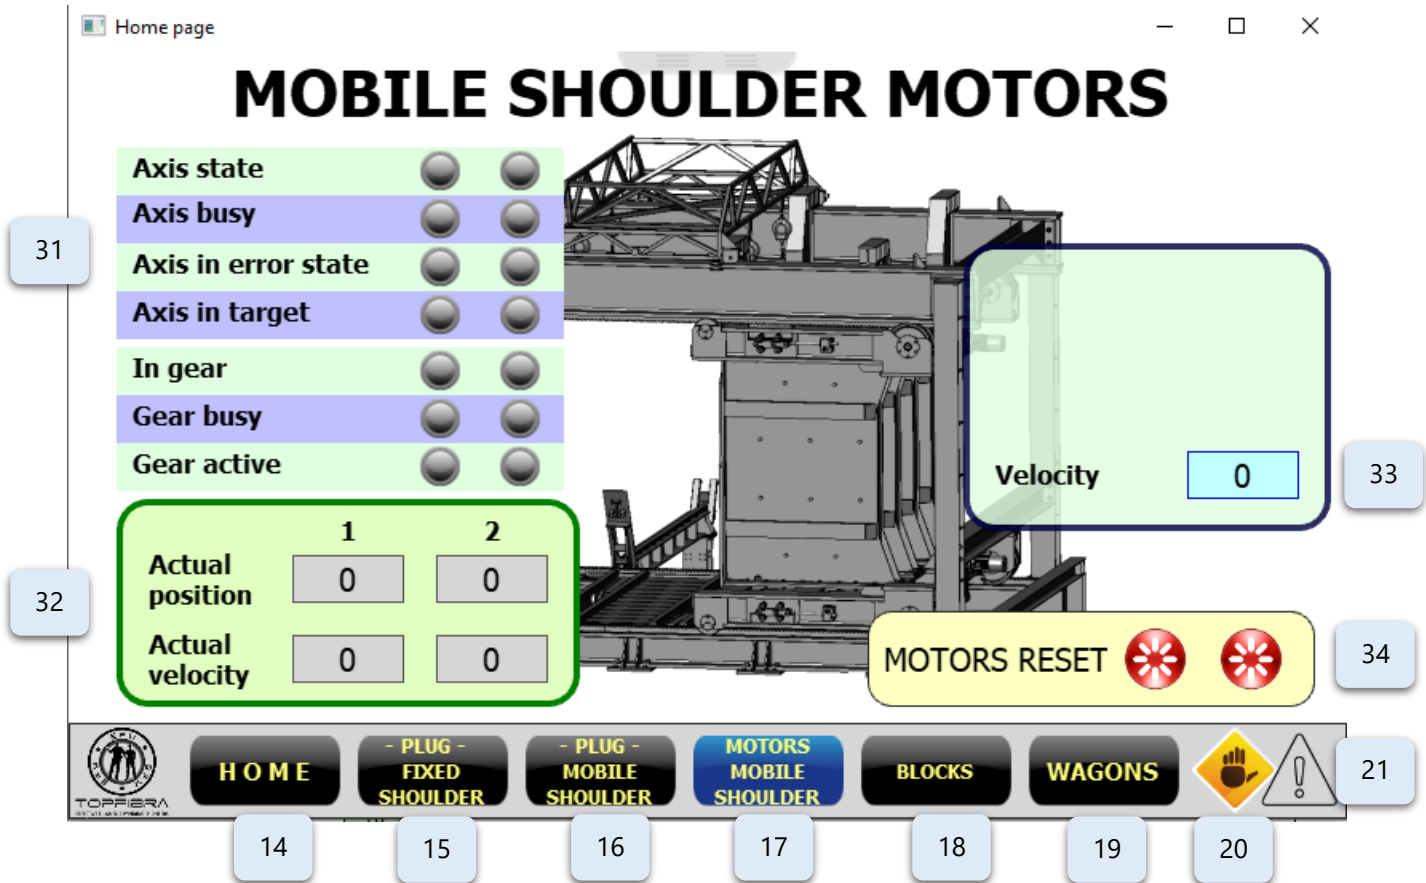 Home page
MOBILE SHOULDER MOTORS
Axis state
Axis busy
31
Axis in error state
Axis in target
In gear
Gear busy
Gear active
Velocity 0
33
1 2
Actual
position
0 0
32
Actual
velocity
0 0
MOTORS RESET
34
TOPFIBRA
HOME
- PLUG -
FIXED
SHOULDER
- PLUG -
MOBILE
SHOULDER
MOTORS
MOBILE
SHOULDER
BLOCKS
WAGONS
21
14 15 16 17 18 19 20